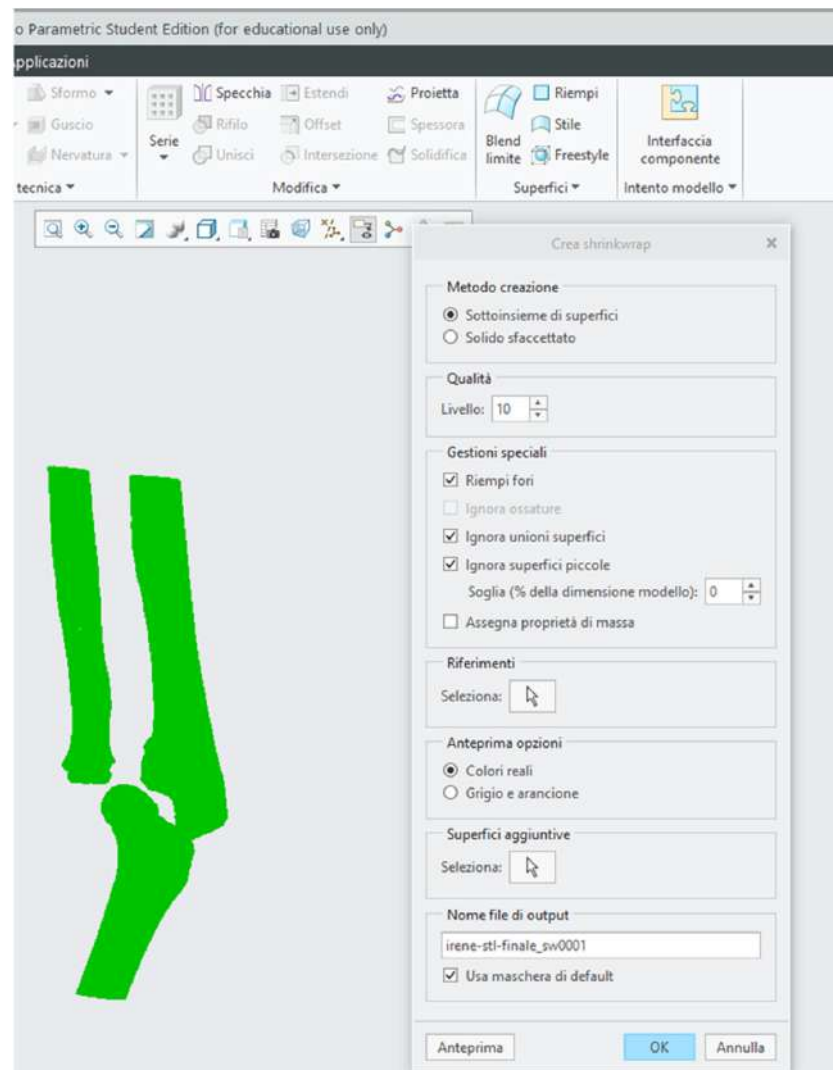 o Parametric Student Edition (for educational use only)
pplicazioni
Sformo
Guscio
Nervatura
tecnica
Serie
Specchia
Estendi
Proietta
Rifilo
Offset
Spessora
Unisci
Intersezione
Solidifica
Modifica
Blend limite
Riempi
Stile
Freestyle
Superfici
Interfaccia componente
Intento modello
Crea shrinkwrap
Metodo creazione
Sottoinsieme di superfici
Solido sfaccettato
Qualità
Livello: 10
Gestioni speciali
Riempi fori
Ignora ossature
Ignora unioni superfici
Ignora superfici piccole
Soglia (% della dimensione modello): 0
Assegna proprietà di massa
Riferimenti
Seleziona:
Anteprima opzioni
Colori reali
Grigio e arancione
Superfici aggiuntive
Seleziona:
Nome file di output
irene-stl-finale_sw0001
Usa maschera di default
Anteprima
OK
Annulla